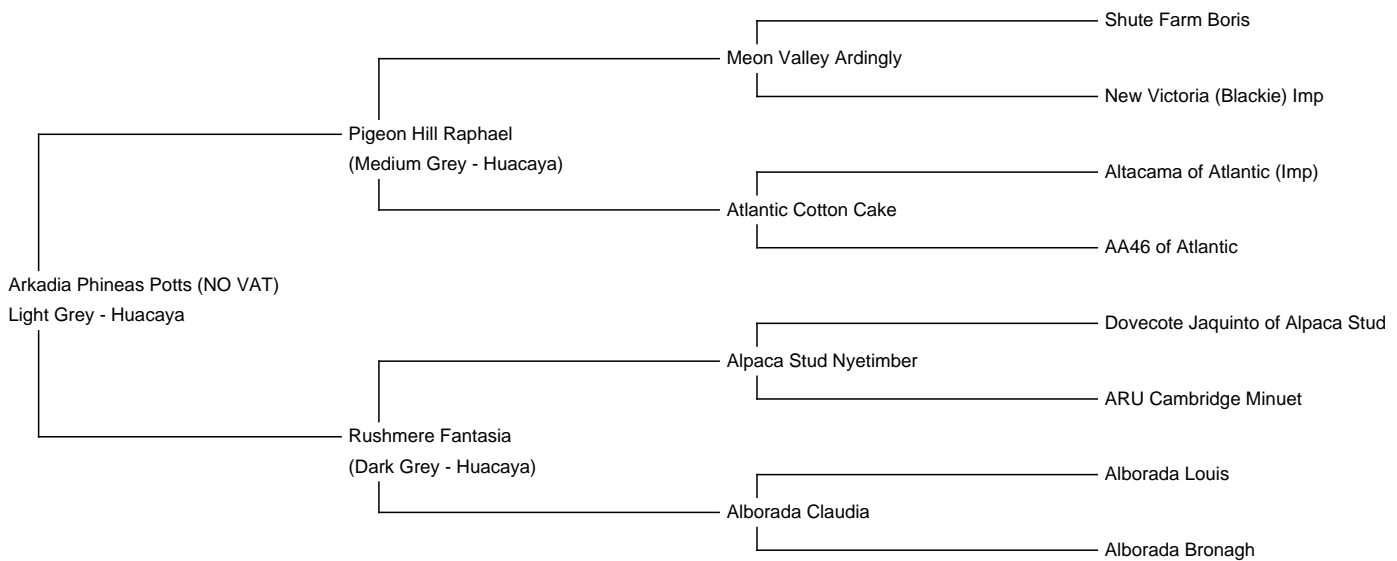 Shute Farm Boris
Meon Valley Ardingly
New Victoria (Blackie) Imp
Pigeon Hill Raphael
(Medium Grey - Huacaya)
Altacama of Atlantic (Imp)
Atlantic Cotton Cake
AA46 of Atlantic
Arkadia Phineas Potts (NO VAT)
Light Grey - Huacaya
Dovecote Jaquinto of Alpaca Stud
Alpaca Stud Nyetimber
ARU Cambridge Minuet
Rushmere Fantasia
(Dark Grey - Huacaya)
Alborada Louis
Alborada Claudia
Alborada Bronagh